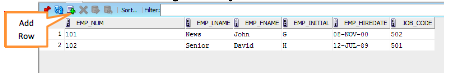 Add Row
Sort.. Filter:
EMP_NUM EMP_LNAME EMP_FNAME EMP_INITIAL EMP_HIREDATE JOB_CODE
1 101 News John G 08-NOV-00 502
2 102 Senior David H 12-JUL-89 501